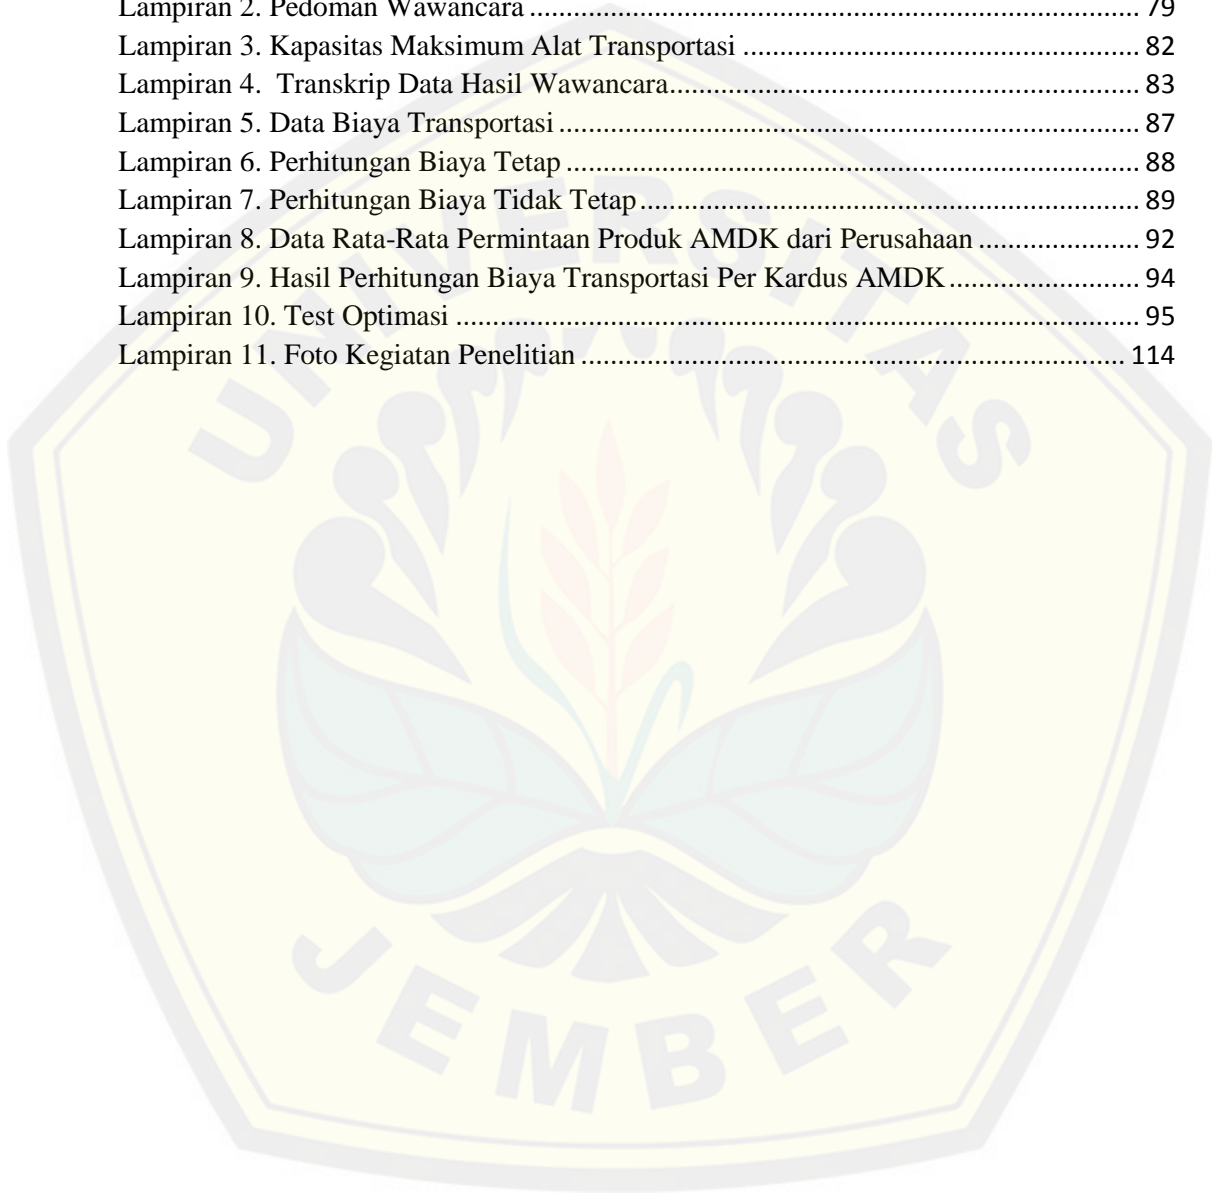 Lampiran 2. Pedoman Wawancara ........................................................................... 79
Lampiran 3. Kapasitas Maksimum Alat Transportasi ................................................. 82
Lampiran 4.  Transkrip Data Hasil Wawancara.......................................................... 83
Lampiran 5. Data Biaya Transportasi ........................................................................ 87
Lampiran 6. Perhitungan Biaya Tetap ....................................................................... 88
Lampiran 7. Perhitungan Biaya Tidak Tetap.............................................................. 89
Lampiran 8. Data Rata-Rata Permintaan Produk AMDK dari Perusahaan .................... 92
Lampiran 9. Hasil Perhitungan Biaya Transportasi Per Kardus AMDK ........................ 94
Lampiran 10. Test Optimasi ..................................................................................... 95
Lampiran 11. Foto Kegiatan Penelitian ................................................................... 114
UNIVERSITAS
JEMBER